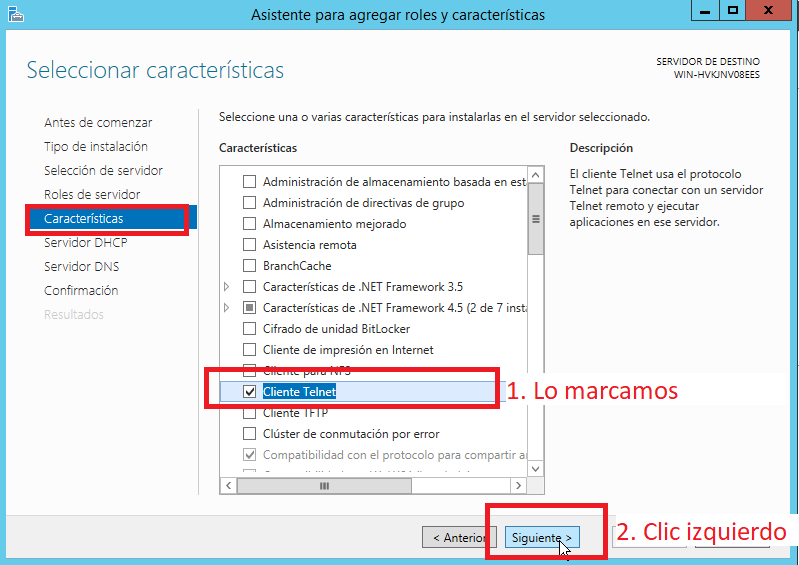 Asistente para agregar roles y características
Seleccionar características
SERVIDOR DE DESTINO
WIN-HVKJNV08EES
Antes de comenzar
Tipo de instalación
Selección de servidor
Roles de servidor
Características
Servidor DHCP
Servidor DNS
Confirmación
Resultados
Seleccione una o varias características para instalarlas en el servidor seleccionado.
Características
Administración de almacenamiento basada en est
Administración de directivas de grupo
Almacenamiento mejorado
Asistencia remota
BranchCache
Características de .NET Framework 3.5
Características de .NET Framework 4.5 (2 de 7 insta
Cifrado de unidad BitLocker
Cliente de impresión en Internet
Cliente para NFS
Cliente Telnet
Cliente TFTP
Clúster de conmutación por error
Compatibilidad con el protocolo para compartir ar
Descripción
El cliente Telnet usa el protocolo
Telnet para conectar con un servidor
Telnet remoto y ejecutar
aplicaciones en ese servidor.
1. Lo marcamos
< Anterior
Siguiente >
2. Clic izquierdo